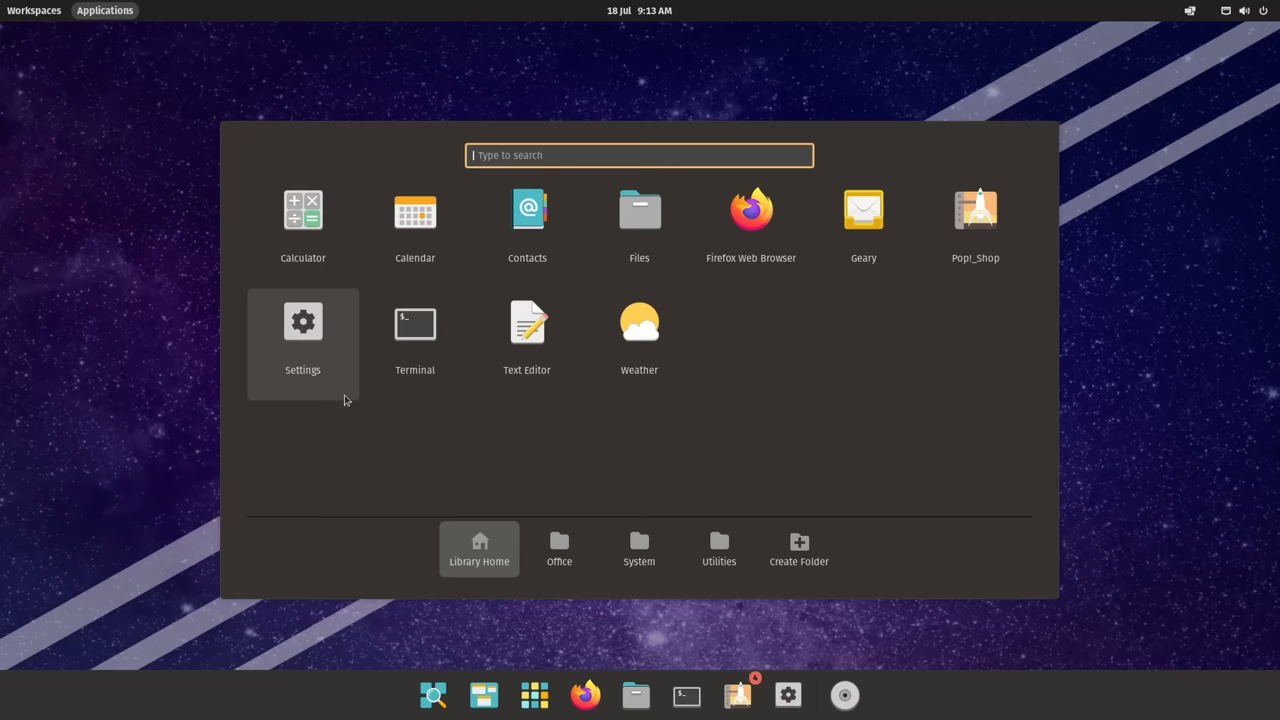 Workspaces Applications 18 Jul 9:13 AM
Type to search
Calculator Calendar Contacts Files Firefox Web Browser Geary Pop!_Shop
$_
Settings Terminal Text Editor Weather
Library Home Office System Utilities Create Folder
4
$_